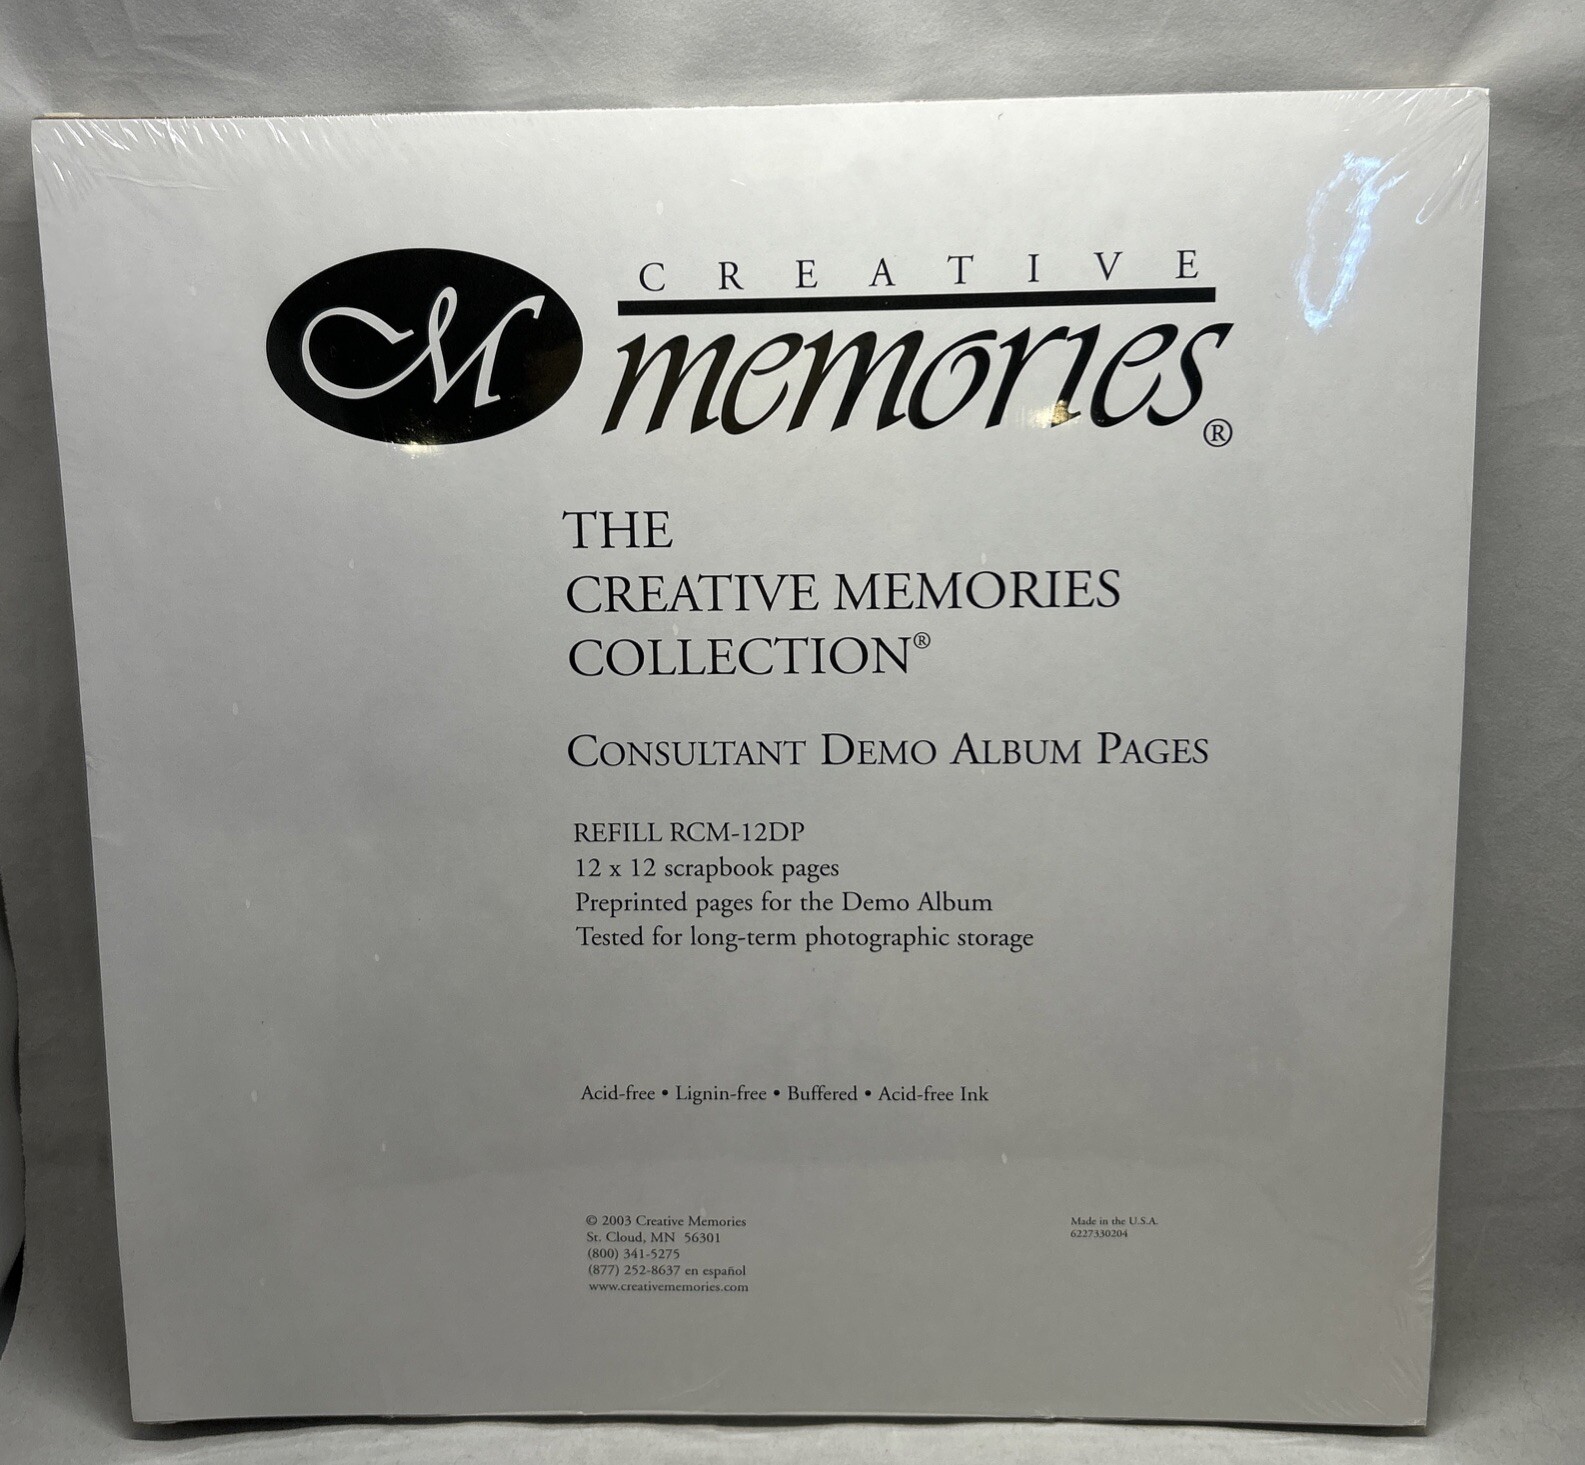 M
CREATIVE
memories®
THE
CREATIVE MEMORIES
COLLECTION®
CONSULTANT DEMO ALBUM PAGES
REFILL RCM-12DP
12 x 12 scrapbook pages
Preprinted pages for the Demo Album
Tested for long-term photographic storage
Acid-free • Lignin-free • Buffered • Acid-free Ink
© 2003 Creative Memories
St. Cloud, MN 56301
(800) 341-5275
(877) 252-8637 en español
www.creativememories.com
Made in the U.S.A.
6227330204